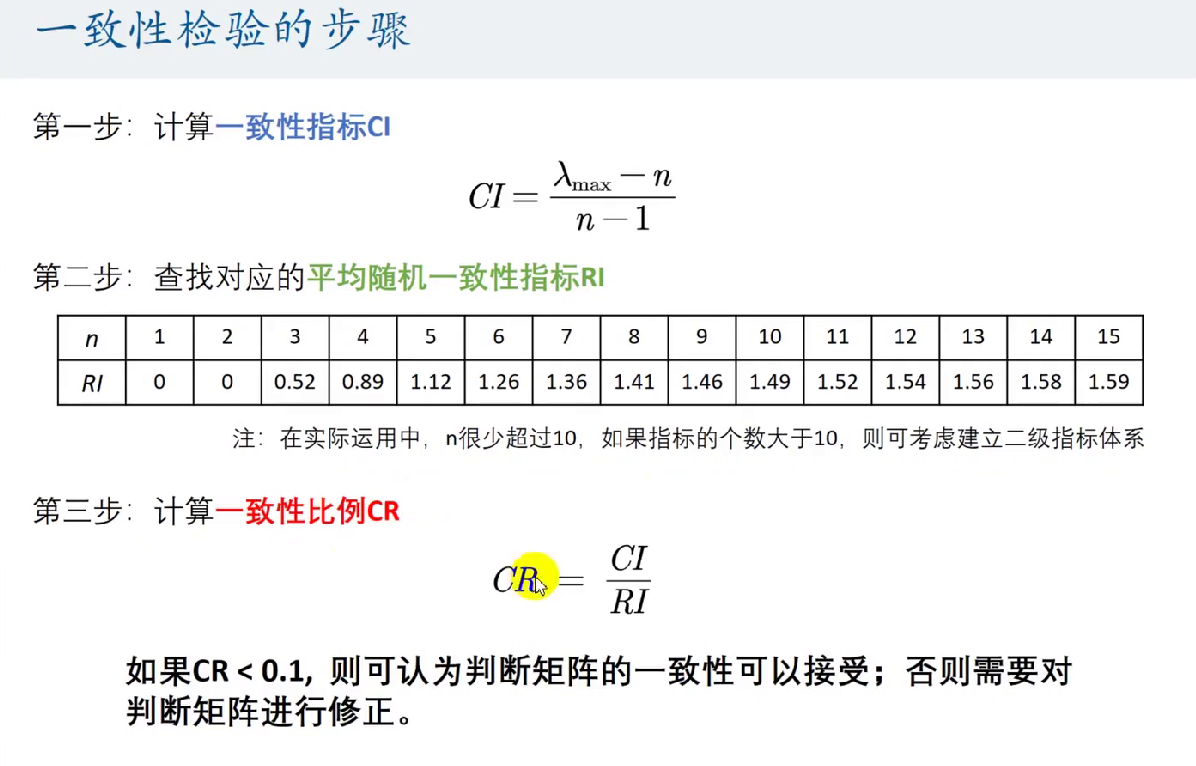 一致性检验的步骤
第一步：计算一致性指标CI
CI = (λmax − n) / (n − 1)
第二步：查找对应的平均随机一致性指标RI
n 1 2 3 4 5 6 7 8 9 10 11 12 13 14 15
RI 0 0 0.52 0.89 1.12 1.26 1.36 1.41 1.46 1.49 1.52 1.54 1.56 1.58 1.59
注：在实际运用中，n很少超过10，如果指标的个数大于10，则可考虑建立二级指标体系
第三步：计算一致性比例CR
CR = CI / RI
如果CR < 0.1, 则可认为判断矩阵的一致性可以接受；否则需要对
判断矩阵进行修正。